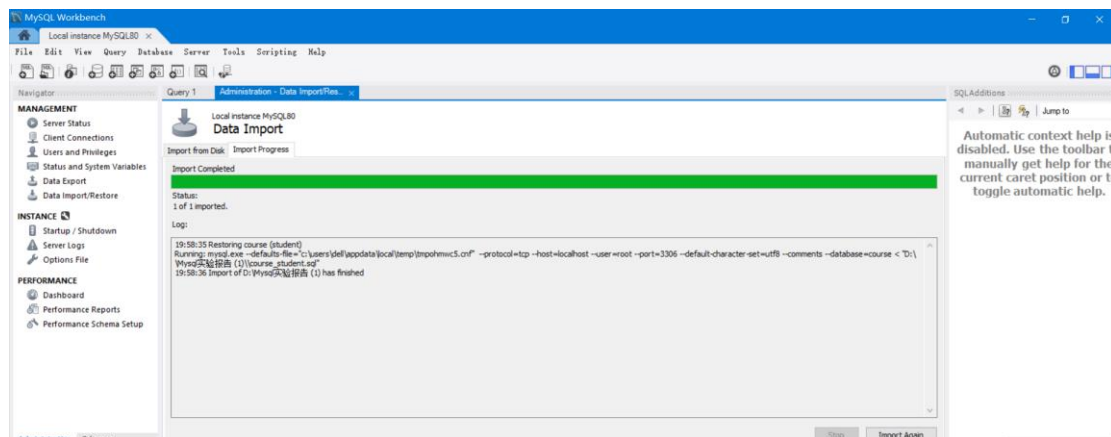 MySQL Workbench
Local instance MySQL80 ×
File Edit View Query Database Server Tools Scripting Help
Navigator
MANAGEMENT
Server Status
Client Connections
Users and Privileges
Status and System Variables
Data Export
Data Import/Restore
INSTANCE
Startup / Shutdown
Server Logs
Options File
PERFORMANCE
Dashboard
Performance Reports
Performance Schema Setup
Query 1
Administration - Data Import/Res... ×
Local instance MySQL80
Data Import
Import from Disk
Import Progress
Import Completed
Status:
1 of 1 imported.
Log:
19:58:35 Restoring course (student)
Running: mysql.exe --defaults-file="c:\users\dell\appdata\local\temp\tmpohmwc5.cnf" --protocol=tcp --host=localhost --user=root --port=3306 --default-character-set=utf8 --comments --database=course < "D:\
\Mysql实验报告 (1)\\course_student.sql"
19:58:36 Import of D:\Mysql实验报告 (1) has finished
Stop
Import Again
SQLAdditions
Jump to
Automatic context help is
disabled. Use the toolbar t
manually get help for the
current caret position or t
toggle automatic help.